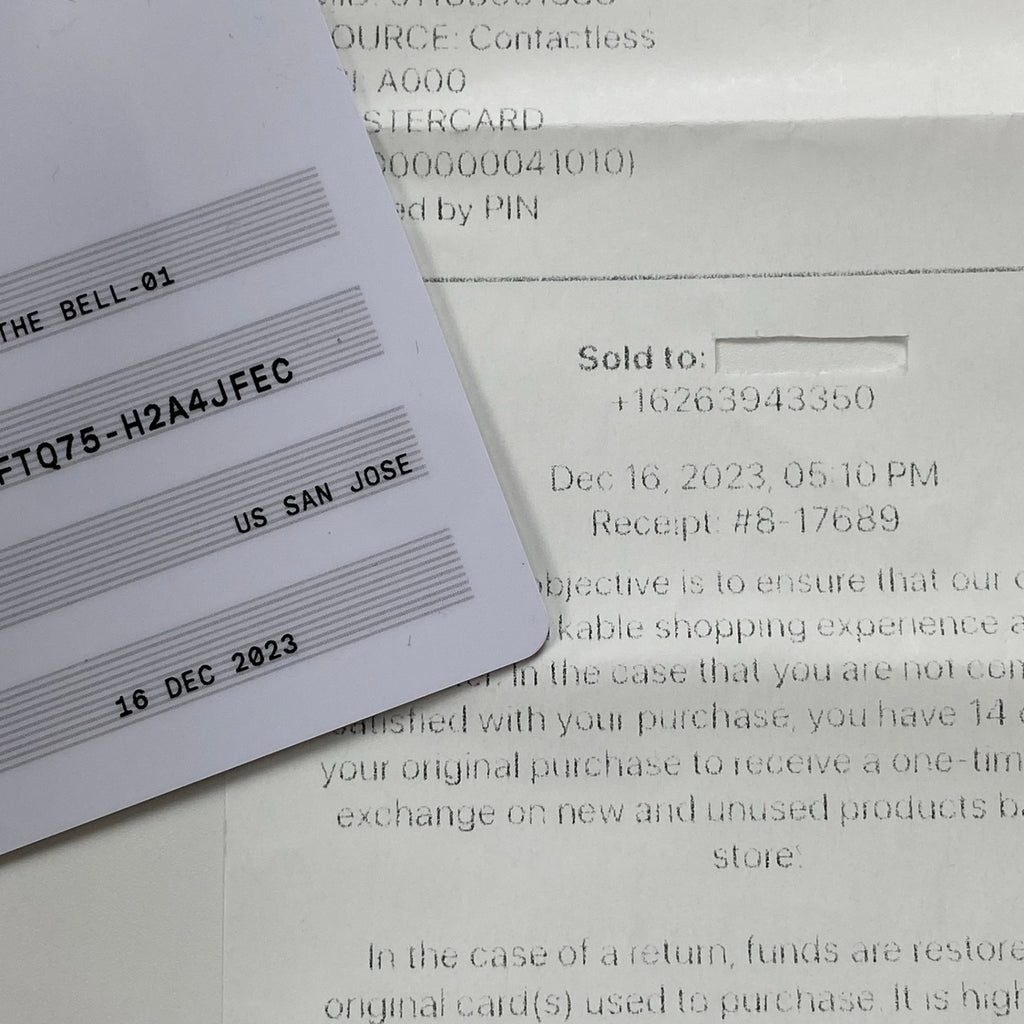 OURCE: Contactless
A000
STERCARD
000000041010)
ed by PIN
THE BELL-01
FTQ75-H2A4JFEC
US SAN JOSE
16 DEC 2023
Sold to:
+16263943350
Dec 16, 2023, 05:10 PM
Receipt: #8-17689
bjective is to ensure that our
kable shopping experience a
In the case that you are not con
satisfied with your purchase, you have 14
your original purchase to receive a one-tim
exchange on new and unused products ba
store.
In the case of a return, funds are restore
original card(s) used to purchase. It is high